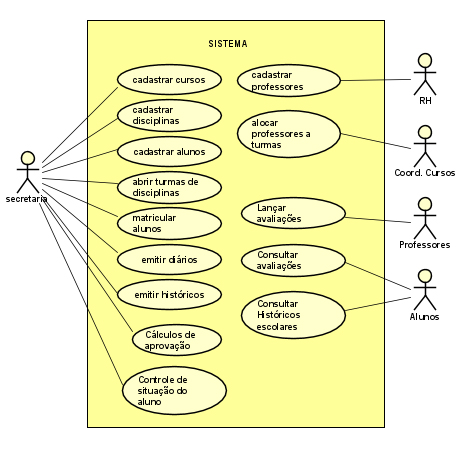 SISTEMA
cadastrar cursos
cadastrar
disciplinas
cadastrar alunos
abrir turmas de
disciplinas
matricular
alunos
emitir diários
emitir históricos
Cálculos de
aprovação
Controle de
situação do
aluno
cadastrar
professores
alocar
professores a
turmas
Lançar
avaliações
Consultar
avaliações
Consultar
Históricos
escolares
secretaria
RH
Coord. Cursos
Professores
Alunos